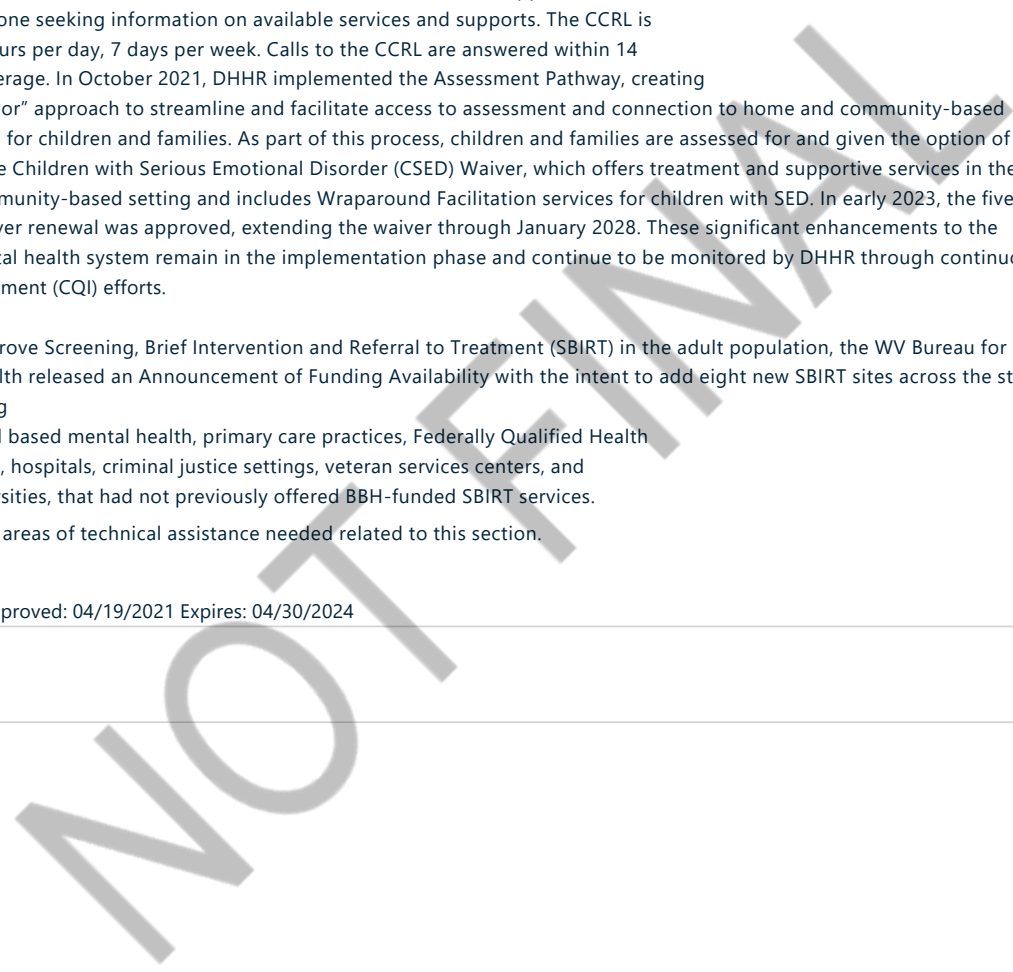 one seeking information on available services and supports. The CCRL is
urs per day, 7 days per week. Calls to the CCRL are answered within 14
erage. In October 2021, DHHR implemented the Assessment Pathway, creating
or” approach to streamline and facilitate access to assessment and connection to home and community-based
for children and families. As part of this process, children and families are assessed for and given the option of
e Children with Serious Emotional Disorder (CSED) Waiver, which offers treatment and supportive services in the
munity-based setting and includes Wraparound Facilitation services for children with SED. In early 2023, the five
ver renewal was approved, extending the waiver through January 2028. These significant enhancements to the
tal health system remain in the implementation phase and continue to be monitored by DHHR through continuo
ment (CQI) efforts.
rove Screening, Brief Intervention and Referral to Treatment (SBIRT) in the adult population, the WV Bureau for
lth released an Announcement of Funding Availability with the intent to add eight new SBIRT sites across the st
g
l based mental health, primary care practices, Federally Qualified Health
, hospitals, criminal justice settings, veteran services centers, and
rsities, that had not previously offered BBH-funded SBIRT services.
areas of technical assistance needed related to this section.
proved: 04/19/2021 Expires: 04/30/2024
NOT FINAL